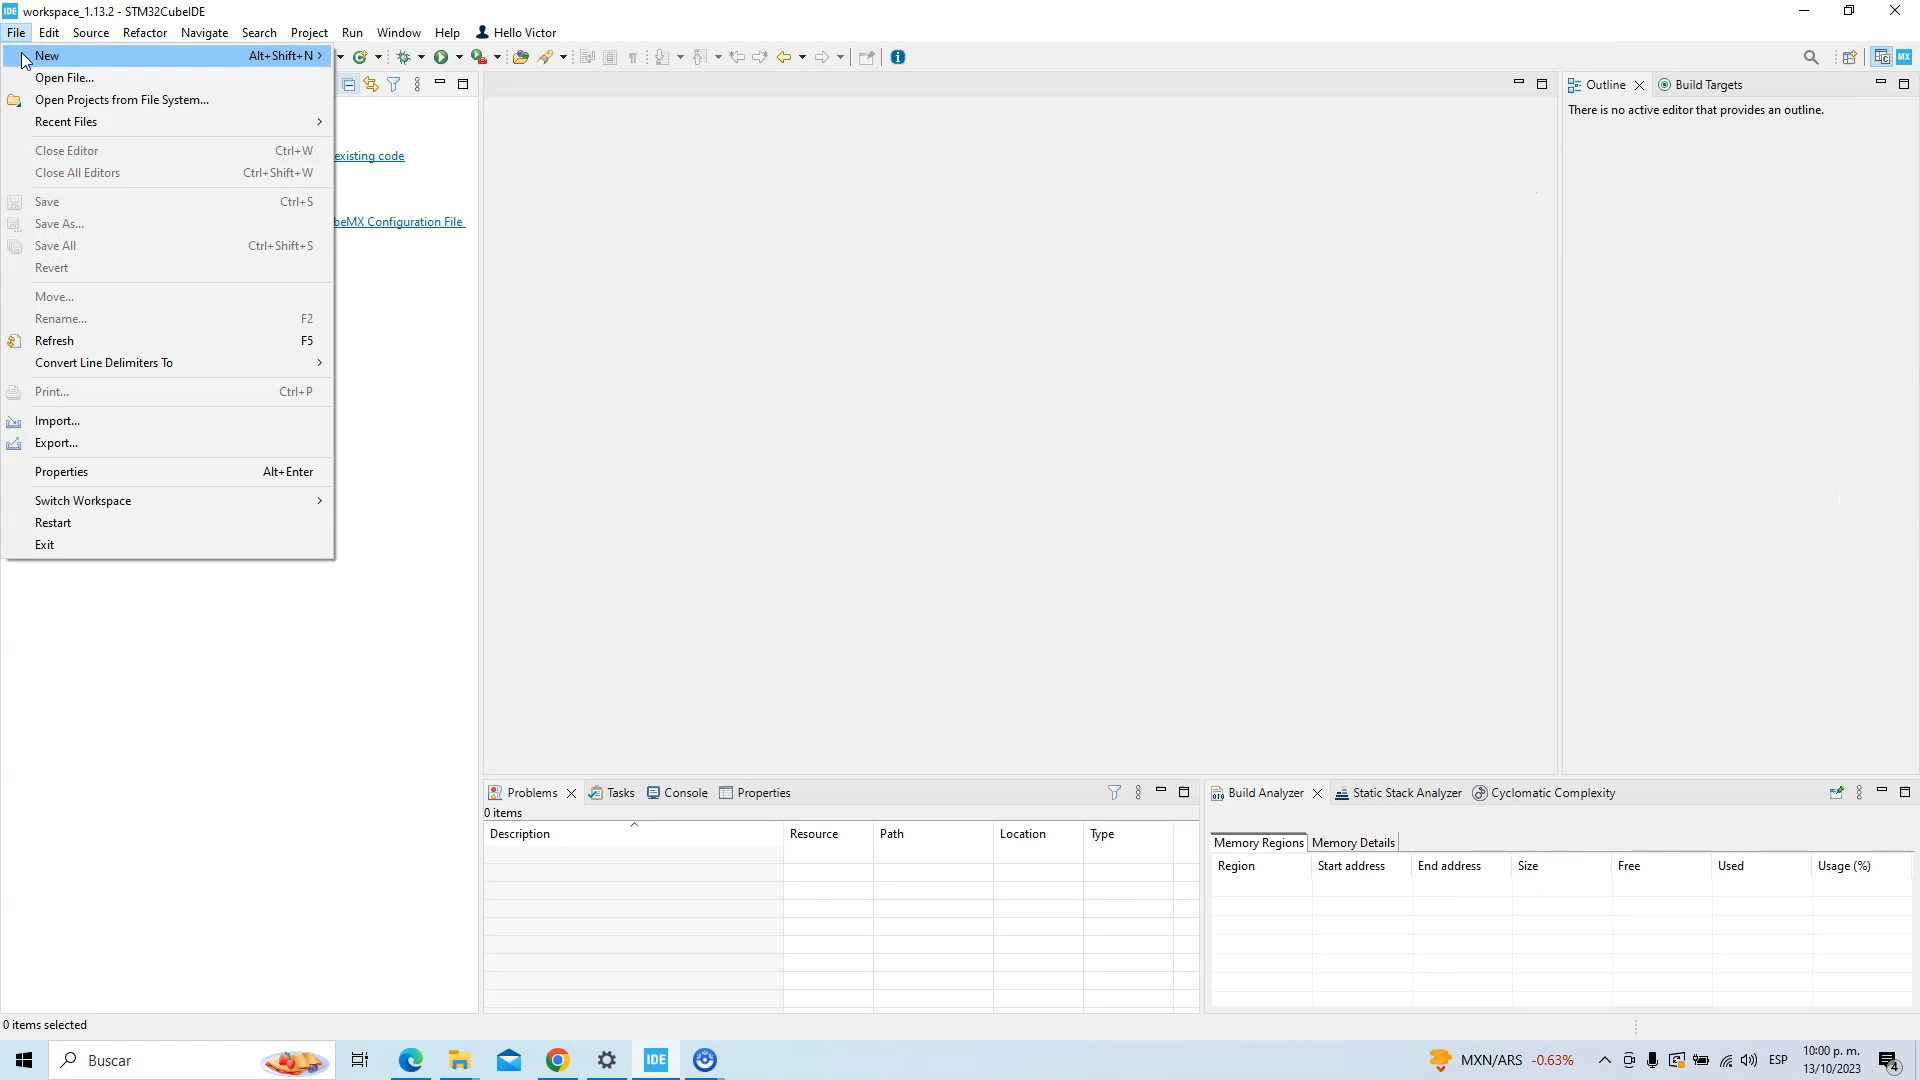 IDE workspace_1.13.2 - STM32CubeIDE
File Edit Source Refactor Navigate Search Project Run Window Help Hello Victor
New Alt+Shift+N
Open File...
Open Projects from File System...
Recent Files
Close Editor Ctrl+W
Close All Editors Ctrl+Shift+W
Save Ctrl+S
Save As...
Save All Ctrl+Shift+S
Revert
Move...
Rename... F2
Refresh F5
Convert Line Delimiters To
Print... Ctrl+P
Import...
Export...
Properties Alt+Enter
Switch Workspace
Restart
Exit
existing code
beMX Configuration File
MX
Outline Build Targets
There is no active editor that provides an outline.
Problems Tasks Console Properties
0 items
Description Resource Path Location Type
Build Analyzer Static Stack Analyzer Cyclomatic Complexity
Memory Regions Memory Details
Region Start address End address Size Free Used Usage (%)
0 items selected
Buscar
IDE
MXN/ARS -0.63%
ESP
10:00 p. m.
13/10/2023
4